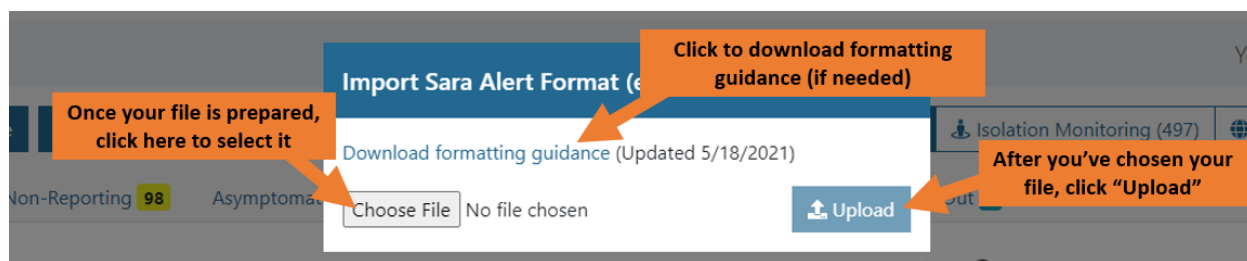 Click to download formatting
guidance (if needed)
Import Sara Alert Format (
Once your file is prepared,
click here to select it
Isolation Monitoring (497)
Download formatting guidance (Updated 5/18/2021)
After you've chosen your
file, click “Upload”
Non-Reporting 98
Choose File No file chosen
Upload